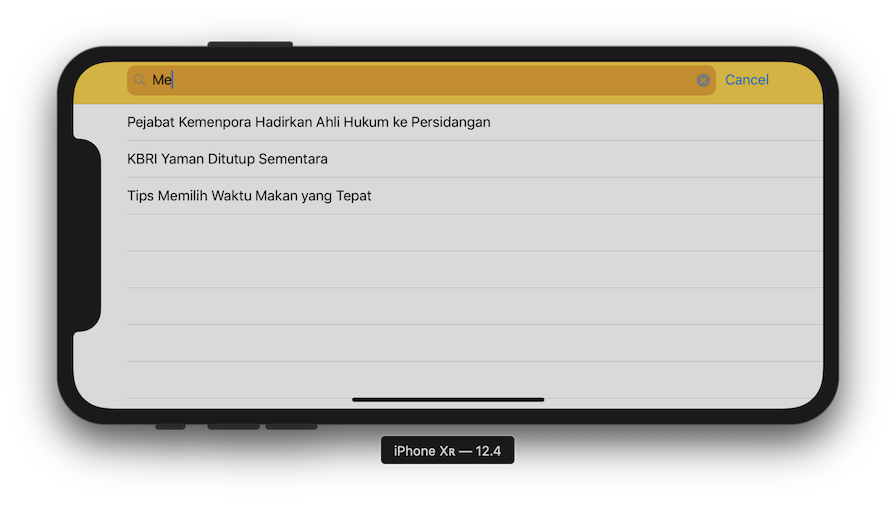 Me
Cancel
Pejabat Kemenpora Hadirkan Ahli Hukum ke Persidangan
KBRI Yaman Ditutup Sementara
Tips Memilih Waktu Makan yang Tepat
iPhone Xʀ — 12.4